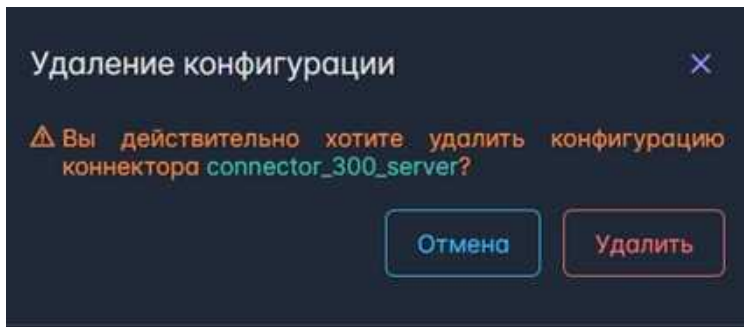 Удаление конфигурации
Вы действительно хотите удалить конфигурацию
коннектора connector_300_server?
Отмена Удалить